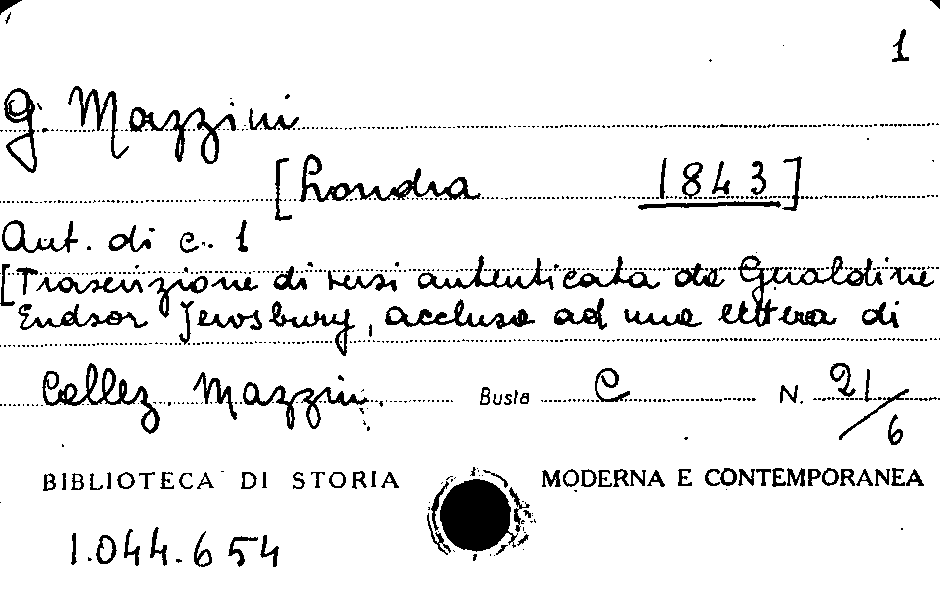 1
G. Mazzini
[Londra 1843]
Aut. di c. 1
[Trascrizione di versi autenticata da Gualdine
Endsor Jewsbury, acclusa ad una lettera di
Collez. Mazzini. Busta C N. 21/6
BIBLIOTECA DI STORIA MODERNA E CONTEMPORANEA
1.044.654